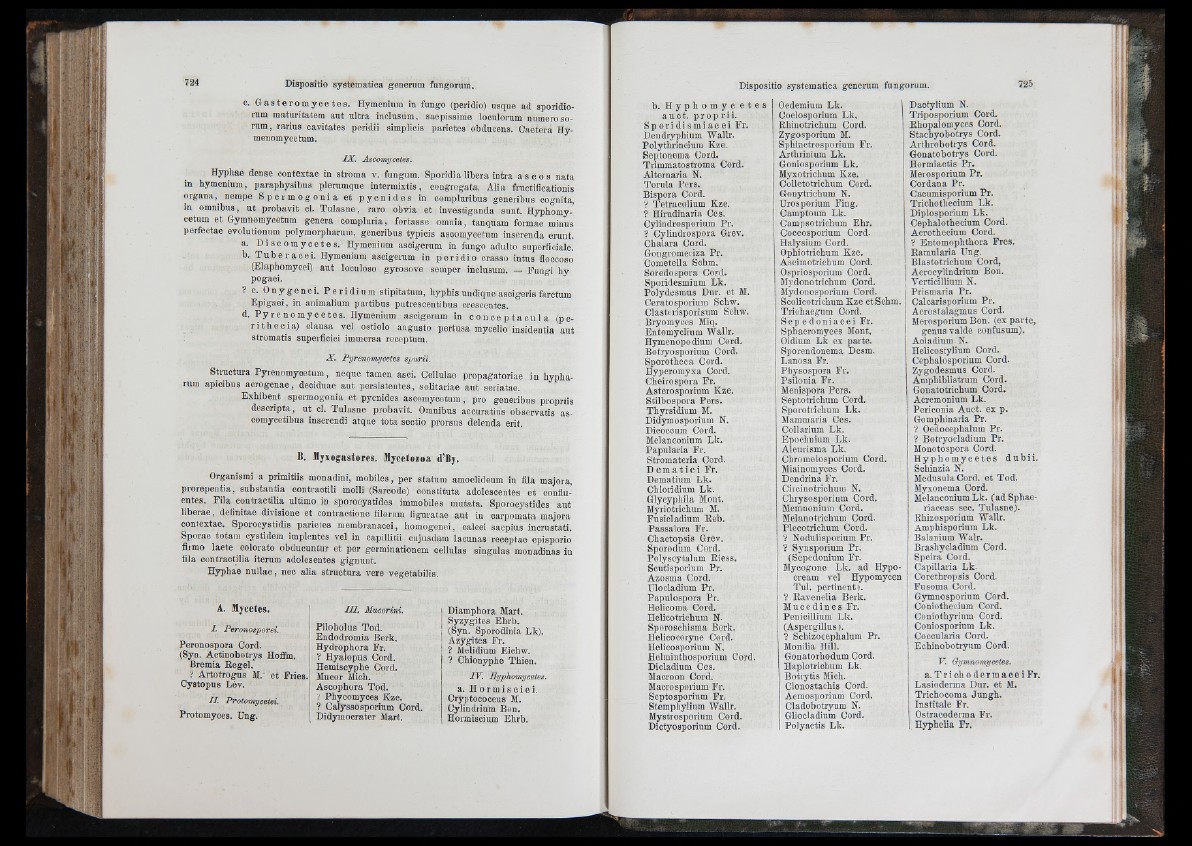 724 Dispositio systematica generum fungorum.
c. Gasteromycetes. Hymenium in fungo (peridio) usque ad sporidio-
rum maturitatem aut ultra inclusum, saepissime loculorum numeroso-
rum, rarius cavitates peridii simplicis parietes obducens. Caetera Hy-
menomycetum.
IX. Ascomycetes.
Hyphae dense contextae in stroma v. fungum. Sporidia libera intra ascos nata
in hymenium, paraphysibus plerumque intermixtis, congregata. Alia fructificationis
organa, nempe Spermogonia et pycnides in compluribus generibus cognita,
in omnibus, ut probavit cl. Tulasne, raro obvia et investiganda sunt. Hyphomy-
cetum et Gymnomycetum genera compluria, fortasse omnia, tanquam formae minus
perfectae evolutionum polymorpharum, generibus typicis ascomycetum inserenda erunt.
a. Discomycetes. Hymenium ascigerum in fungo adulto superficiale.
b. Tuberacei. Hymenium ascigerum in peridio crasso intus floccoso
(Elaphomycei) aut loculoso gyrosove semper inclusum. — Fungi hy
pogaei.
? c. Onygenei. Peridium stipitatum, hyphis undique ascigeris farctum
Epigaei, in animalium partibus putrescentibus crescentes.
d. Pyrenomycetes. Hymenium ascigerum in conceptacula (pe-
rithecia) clausa vel ostiolo angusto pertusa mycelio insidentia aut
stromatis superficiei immersa receptum.
X. Pyrenomycetes spurii.
Structura Pyrenomycetum, neque tamen asci. Cellulae propagatoriae in hypha-
rum apicibus acrogenae, deciduae aut persistentes, solitariae aut seriatae.
Exhibent spermogonia et pycnides ascomycetum, pro generibus propriis
descripta, ut cl. Tulasne probavit. Omnibus accuratius observatis as-
comycetibus inserendi atque tota sectio prorsus delenda erit.
B. Myxogastores. Mycetozoa d'By.
Organismi a primitiis monadini, mobiles, per statum amoelideum in fila majora,
prorepentia, substantia contractili molli (Sarcode) constituta adolescentes et conflu-
entes. Fila contractilia ultimo in sporocystides immobiles mutata. Sporocystides aut
liberae, definitae divisione et contractione filorum figuratae aut in carpomata majora
contextae. Sporocystidis parietes membranacei, homogenei, calcei saepius incrustati.
Sporae totam cystidem implentes vel in capillitii cujusdam lacunas receptae episporio
firmo laete colorato obducuntur et per germinationem cellulas singulas monadinas in
fila contractilia iterum adolesentes gignunt.
Hyphae nullae, nec alia structura vere vegetabilis.
A. Mycetes.
I. Peronosporei.
Peronospora Cord.
(Syn. Actinobotrys Hoffm.
Bremia Regel.
? Artotrogus M. et Fries.
Cystopus Lév.
II. Protomycetei.
Protomyces. Ung.
III. Mucorini.
Pilobolus Tod.
Endodromia Berk.
Hydrophora Fr.
? Hyalopus Cord.
Hemiscyphe Cord.
Mucor Mich.
Ascophora Tod.
? Phycomyces Kze.
? Calyssosporium Cord.
Didymocrater Mart.
Diamphora Mart.
Syzygites Ehrb.
(Syn. Sporodinia Lk).
Azygites Fr.
? Melidium Eichw.
? Chionyphe Thien.
IV. Hyphomycetes.
a. Hormiscici.
Cryptococcus M.
Cylindrium Bon.
Hormiscium Ehrb.
Dispositio systematica generum fungorum. 725
b. Hyphomycetes
auct. proprii.
Sporidismiacei Fr.
Dendryphium Wallr.
Polythrincium Kze.
Septonema Cord.
Trimmatostroma Cord.
Alternaria N.
Torula Pers.
Bispora Cord.
? Tetracolium Kze.
? Hirudinaria Ces.
Cylindrosporium Pr.
? Cylindrospora Grev.
Chalara Cord.
Gongromeriza Pr.
Cometella Schm.
Soredospora Cord.
Sporidesmium Lk.
Polydesmus Dur. et M.
Ceratosporium Schw.
Clasterisporisum Schw.
Bryomyces Miq.
Entomyclium Wallr.
Hymenopodium Cord.
Botryosporium Cord.
Sporotheca Cord.
Hyperomyxa Cord.
Cheirospora Fr.
Asterosporium Kze.
Stilbospora Pers.
Thyrsidium M.
Didymosporium N.
Dicoccum Cord.
Melanconium Lk.
Papularia Fr.
Stromateria Cord.
Dematici Fr.
Dematium Lk.
Chloridium Lk.
Glycyphila Mont.
Myriotrichum M.
Fusicladium Rob.
Passalora Fr.
Chaetopsis Grev.
Sporodum Cord.
Polyscytalum Riess.
Scutisporium Pr.
Azosma Cord.
Ulocladium Pr.
Papulospora Pr.
Helicoma Cord.
Helicotrichum N.
Sporoschisma Berk.
Helicocoryne Cord.
Helicosporium N.
Helminthosporium Cord.
Dicladium Ces.
Macroon Cord.
Macrosporium Fr.
Septosporium Fr.
Stemphylium Wallr.
Mystrosporium Cord.
Dictyosporium Cord.
Oedemium Lk.
Coelosporium Lk.
Rhinotrichum Cord.
Zygosporium M.
Sphinctrosporium Fr.
Arthrinium Lk.
Goniosporium Lk.
Myxotrichum Kze.
Colletotrichum Cord.
Gonytrichum N.
Urosporium Fing.
Camptoum Lk.
Campsotrichum Ehr.
Coccosporium Cord.
Halysium Cord.
Ophiotrichum Kze.
Ascimotrichum Cord.
Ospriosporium Cord.
Mydonotrichum Cord.
Mydonosporium Cord.
Scolicotrichum Kze et.Schm.
Trichaegum Cord.
Sepedoniacei Fr.
Sphaeromyces Mont.
Oidium Lk ex parte.
Sporendonema Desm.
Lanosa Fr.
Physospora Fr.
Psilonia Fr.
Menispora Pers.
Septotrichum Cord.
Sporotrichum Lk.
Mammaria Ces.
Collarium Lk.
Epochnium Lk.
Aleurisma Lk.
Chromelosporium Cord.
Miainomyces Cord.
Dendrina Fr.
Circinotrichum N.
Chrysosporium Cord.
Memnonium Cord.
Melanotrichum Cord.
Plecotrichum Cord.
? Nodulisporium Pr.
? Synsporium Pr.
(Sepedonium Fr.
Mycogone Lk. ad Hypo-
cream vel Hypomycen
Tul. pertinent).
? Ravenelia Berk.
Mucedines Fr.
Penicillium Lk.
(Aspergillus).
? Schizocephalum Pr.
Monilia Hill.
Gonatorhodum Cord.
Haplotrichum Lk.
Botrytis Mich.
Clonostachis Cord.
Acmosporium Cord.
Cladobotryum N.
Gliocladium Cord.
Polyactis Lk.
Dactylium N.
Triposporium Cord.
Rhopalomyces Cord.
Stachyobotrys Cord.
Arthrobotrys Cord.
Gonatobotrys Cord.
Hormiactis Pr.
Merosporium Pr.
Cordana Pr.
Cacumisporium Pr.
Trichothecium Lk.
Diplosporium Lk.
Cephalothecium Cord.
Acrothecium Cord.
? Entomophthora Fres.
Ramularia Ung.
Blastotrichum Cord,
Acrocylindrium Bon.
Verticillium N.
Prismaria Pr.
Calcarisporium Pr.
Acrostalagmus Cord.
Merosporium Bon. (ex parte,
genus valde confusum).
Acladium N.
Helicostylium Cord.
Cephalosporium Cord.
Zygodesmus Cord.
Amphiblistrum Cord.
Gonatotrichum Cord.
Acremonium Lk.
Periconia Auct. ex p.
Gomphinaria Pr.
? Oedocephalum Pr.
? Botryocladium Pr.
Monotospora Cord.
Hyphomycetes dubii.
Schinzia N.
Medusula Cord. et Tod.
Myxonema Cord.
Melanconium Lk. (ad Sphae-
riaceas sec. Tulasne).
Rhizosporium Wallr.
Amphisporium Lk.
Balanium Walr.
Brashycladium Cord.
Speira Cord.
Capillaria Lk.
Corethropsis Cord.
Fusoma Cord.
Gymnosporium Cord.
Coniothecium Cord.
Coniothyrium Cord.
Coniosporium Lk.
Coccularia Cord.
Echinobotryum Cord.
V. Gymnomycetes.
a. Trichodermacei Fr.
Lasioderma Dur. et M.
Trichocoma Jungh.
Institale Fr.
Ostracoderma Fr.
Hyphelia Fr.